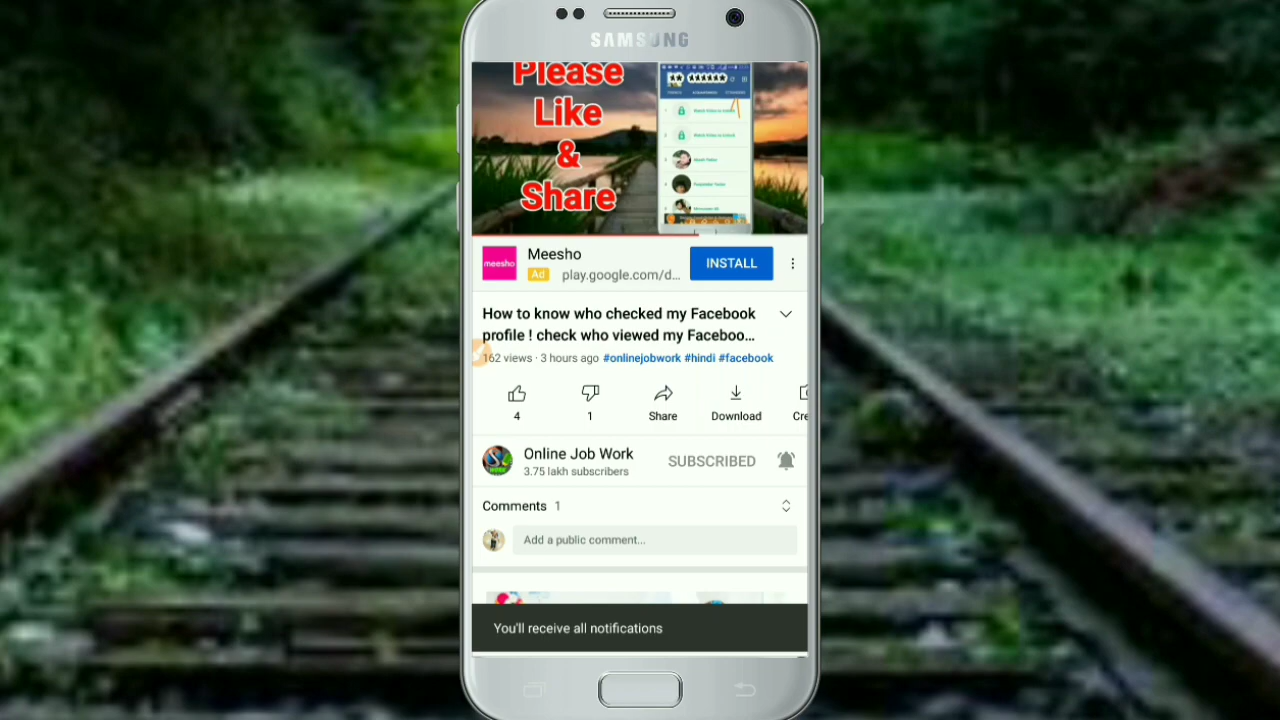 SAMSUNG
Please
Like
&
Share
meesho
Meesho
Ad play.google.com/d...
INSTALL
How to know who checked my Facebook
profile ! check who viewed my Faceboo...
162 views · 3 hours ago #onlinejobwork #hindi #facebook
4 1 Share Download Cre
Online Job Work
3.75 lakh subscribers
SUBSCRIBED
Comments 1
Add a public comment...
You'll receive all notifications